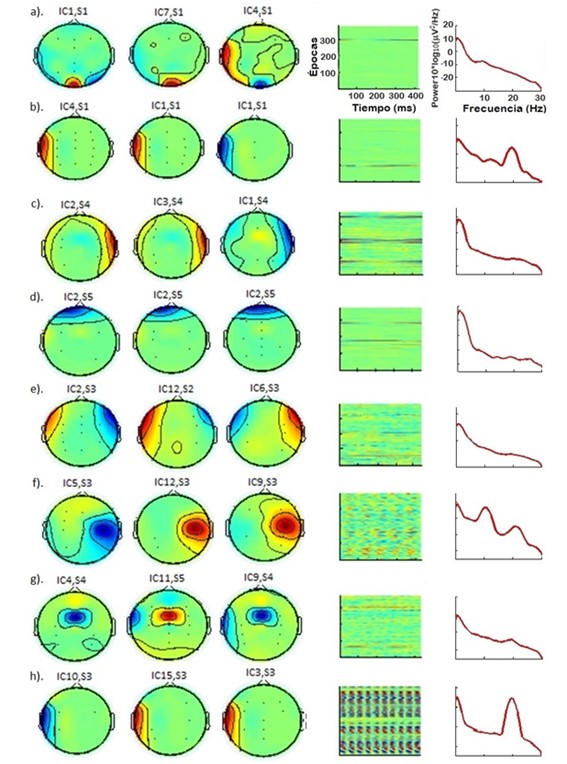 a). IC1,S1 IC7,S1 IC4,S1
Épocas
300
200
100
100 200 300 400
Tiempo (ms)
Power10*log10(µV²/Hz)
20
10
0
-10
-20
10 20 30
Frecuencia (Hz)
b). IC4,S1 IC1,S1 IC1,S1
c). IC2,S4 IC3,S4 IC1,S4
d). IC2,S5 IC2,S5 IC2,S5
e). IC2,S3 IC12,S2 IC6,S3
f). IC5,S3 IC12,S3 IC9,S3
g). IC4,S4 IC11,S5 IC9,S4
h). IC10,S3 IC15,S3 IC3,S3